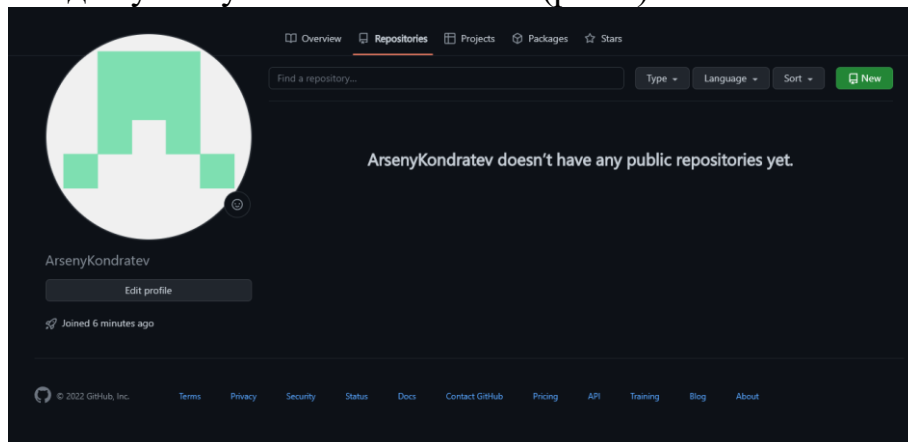 Overview Repositories Projects Packages Stars
Find a repository... Type Language Sort New
ArsenyKondratev doesn't have any public repositories yet.
ArsenyKondratev
Edit profile
Joined 6 minutes ago
© 2022 GitHub, Inc. Terms Privacy Security Status Docs Contact GitHub Pricing API Training Blog About